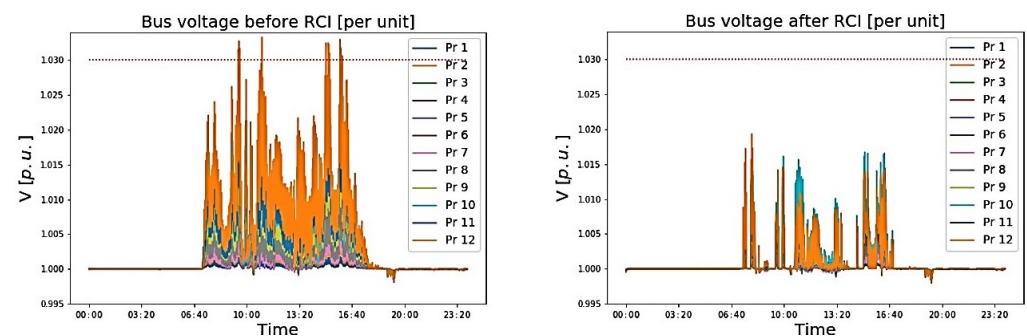 Bus voltage before RCI [per unit]
V [p. u.]
1.030
1.025
1.020
1.015
1.010
1.005
1.000
0.995
Pr 1
Pr 2
Pr 3
Pr 4
Pr 5
Pr 6
Pr 7
Pr 8
Pr 9
Pr 10
Pr 11
Pr 12
00:00 03:20 06:40 10:00 13:20 16:40 20:00 23:20
Time
Bus voltage after RCI [per unit]
V [p. u.]
1.030
1.025
1.020
1.015
1.010
1.005
1.000
0.995
Pr 1
Pr 2
Pr 3
Pr 4
Pr 5
Pr 6
Pr 7
Pr 8
Pr 9
Pr 10
Pr 11
Pr 12
00:00 03:20 06:40 10:00 13:20 16:40 20:00 23:20
Time